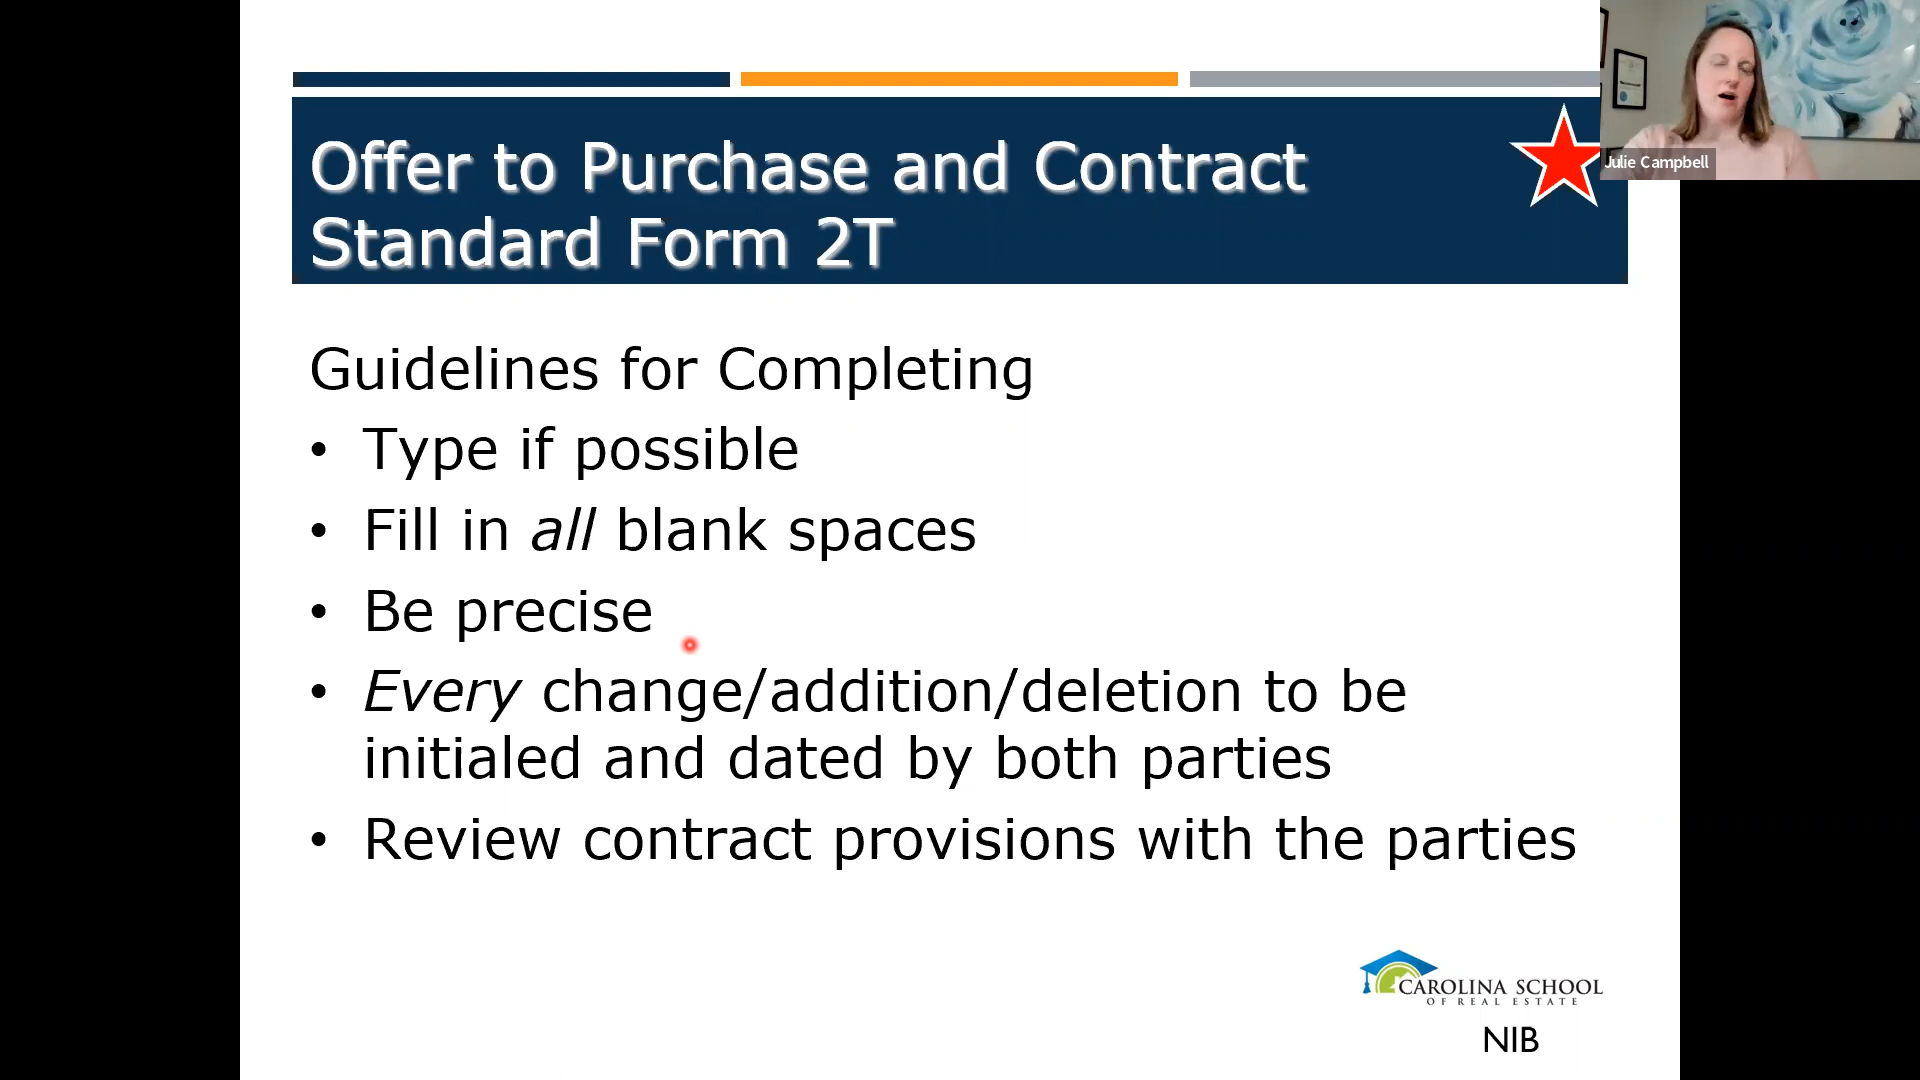 Offer to Purchase and Contract
Standard Form 2T
Julie Campbell
Guidelines for Completing
• Type if possible
• Fill in all blank spaces
• Be precise
• Every change/addition/deletion to be
initialed and dated by both parties
• Review contract provisions with the parties
CAROLINA SCHOOL
OF REAL ESTATE
NIB